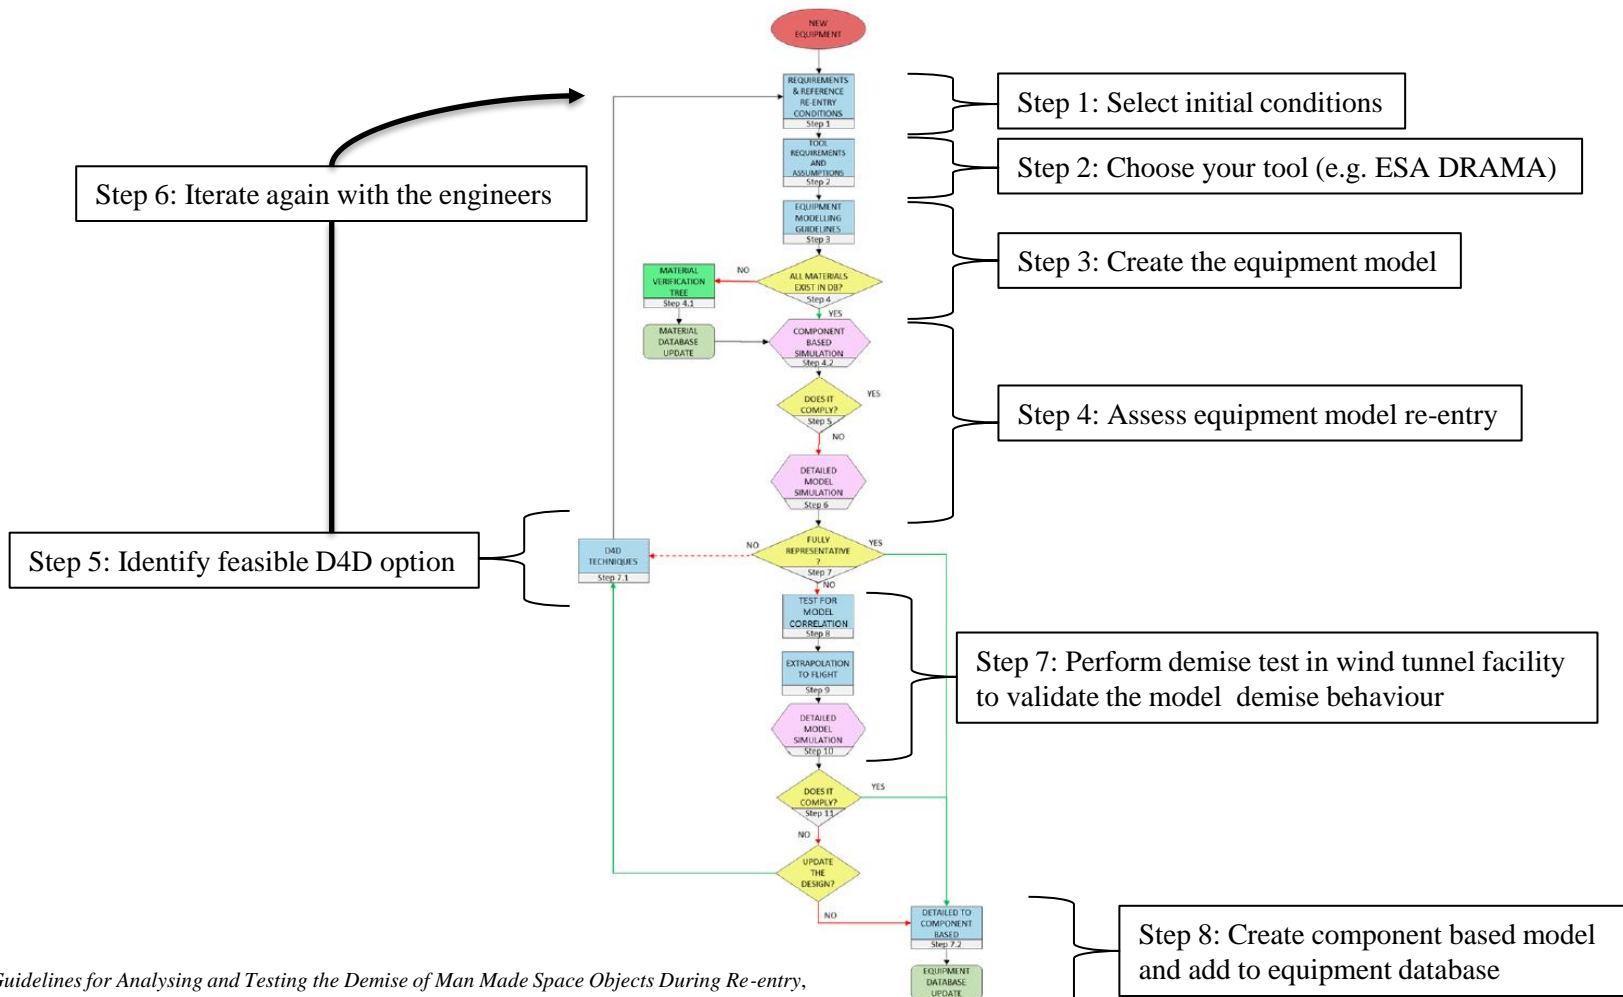 NEW
EQUIPMENT
REQUIREMENTS
& REFERENCE
RE-ENTRY
CONDITIONS
Step 1
Step 1: Select initial conditions
TOOL
REQUIREMENTS
AND
ASSUMPTIONS
Step 2
Step 2: Choose your tool (e.g. ESA DRAMA)
Step 6: Iterate again with the engineers
EQUIPMENT
MODELLING
GUIDELINES
Step 3
Step 3: Create the equipment model
ALL MATERIALS
EXIST IN DB?
Step 4
NO
YES
MATERIAL
VERIFICATION
TREE
Step 4.1
MATERIAL
DATABASE
UPDATE
COMPONENT
BASED
SIMULATION
Step 4.2
DOES IT
COMPLY?
Step 5
YES
NO
Step 4: Assess equipment model re-entry
DETAILED
MODEL
SIMULATION
Step 6
Step 5: Identify feasible D4D option
D4D
TECHNIQUES
Step 7.1
NO
FULLY
REPRESENTATIVE
?
Step 7
YES
NO
TEST FOR
MODEL
CORRELATION
Step 8
EXTRAPOLATION
TO FLIGHT
Step 9
Step 7: Perform demise test in wind tunnel facility
to validate the model demise behaviour
DETAILED
MODEL
SIMULATION
Step 10
DOES IT
COMPLY?
Step 11
YES
NO
UPDATE
THE
DESIGN?
NO
DETAILED TO
COMPONENT
BASED
Step 7.2
Step 8: Create component based model
and add to equipment database
EQUIPMENT
DATABASE
UPDATE
Guidelines for Analysing and Testing the Demise of Man Made Space Objects During Re-entry,